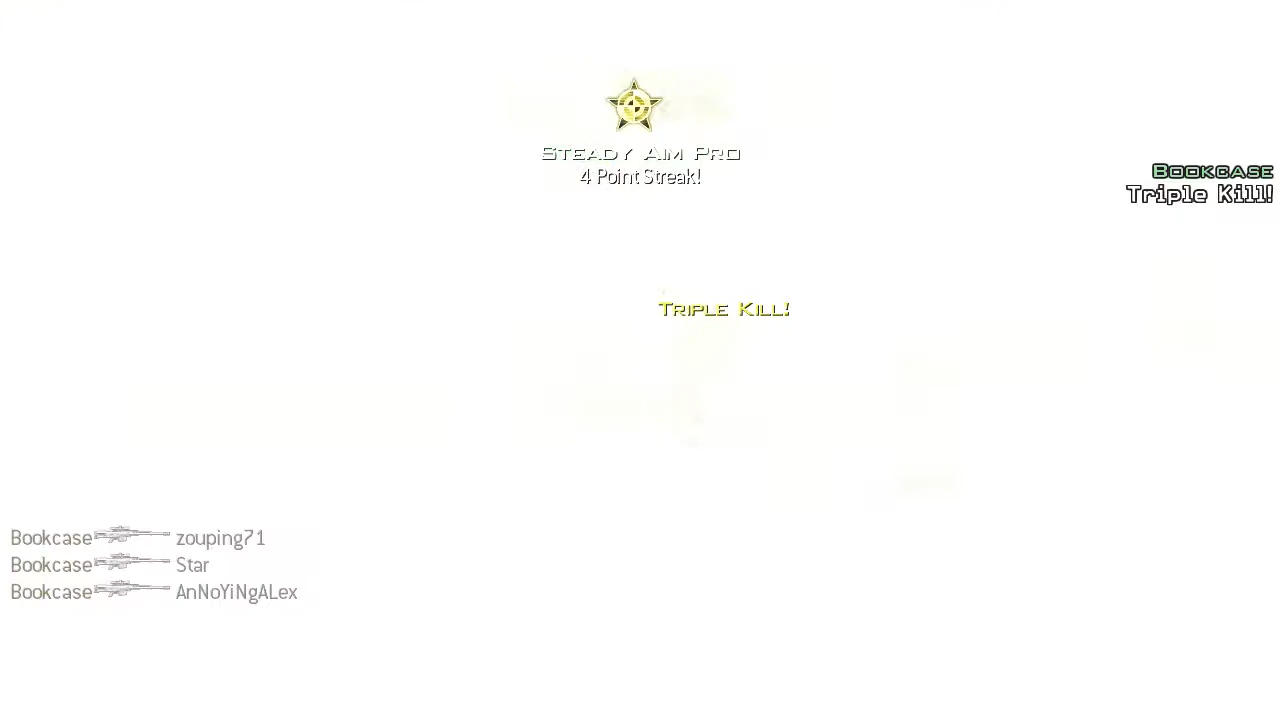 STEADY AIM PRO
4 Point Streak!
BOOKCASE
Triple Kill!
TRIPLE KILL!
Bookcase zouping71
Bookcase Star
Bookcase AnNoYiNgALex